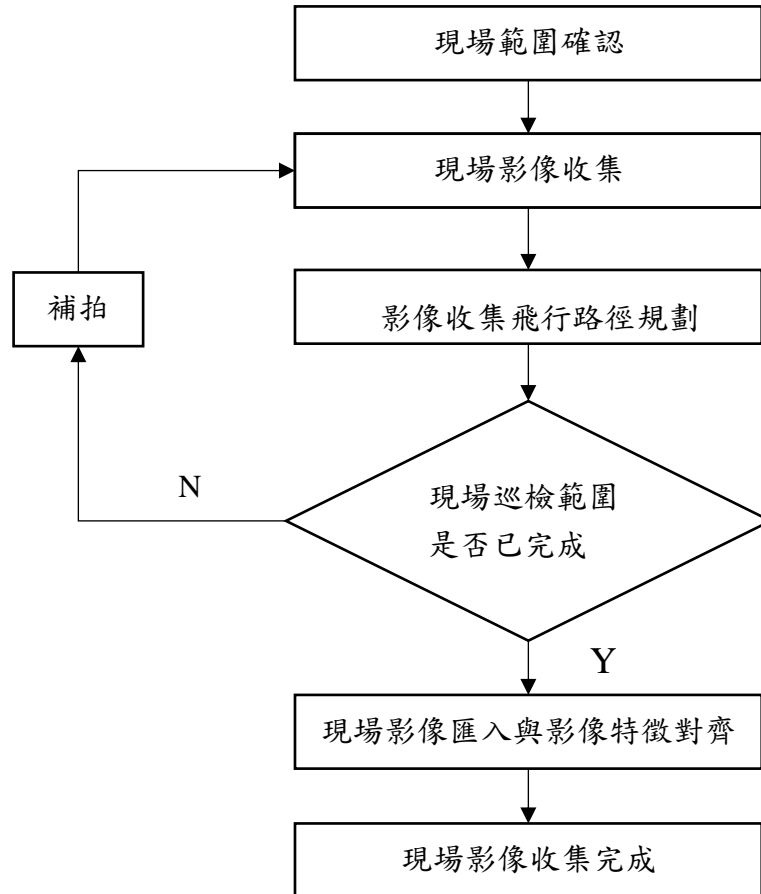 現場範圍確認
現場影像收集
補拍
影像收集飛行路徑規劃
N
現場巡檢範圍
是否已完成
Y
現場影像匯入與影像特徵對齊
現場影像收集完成